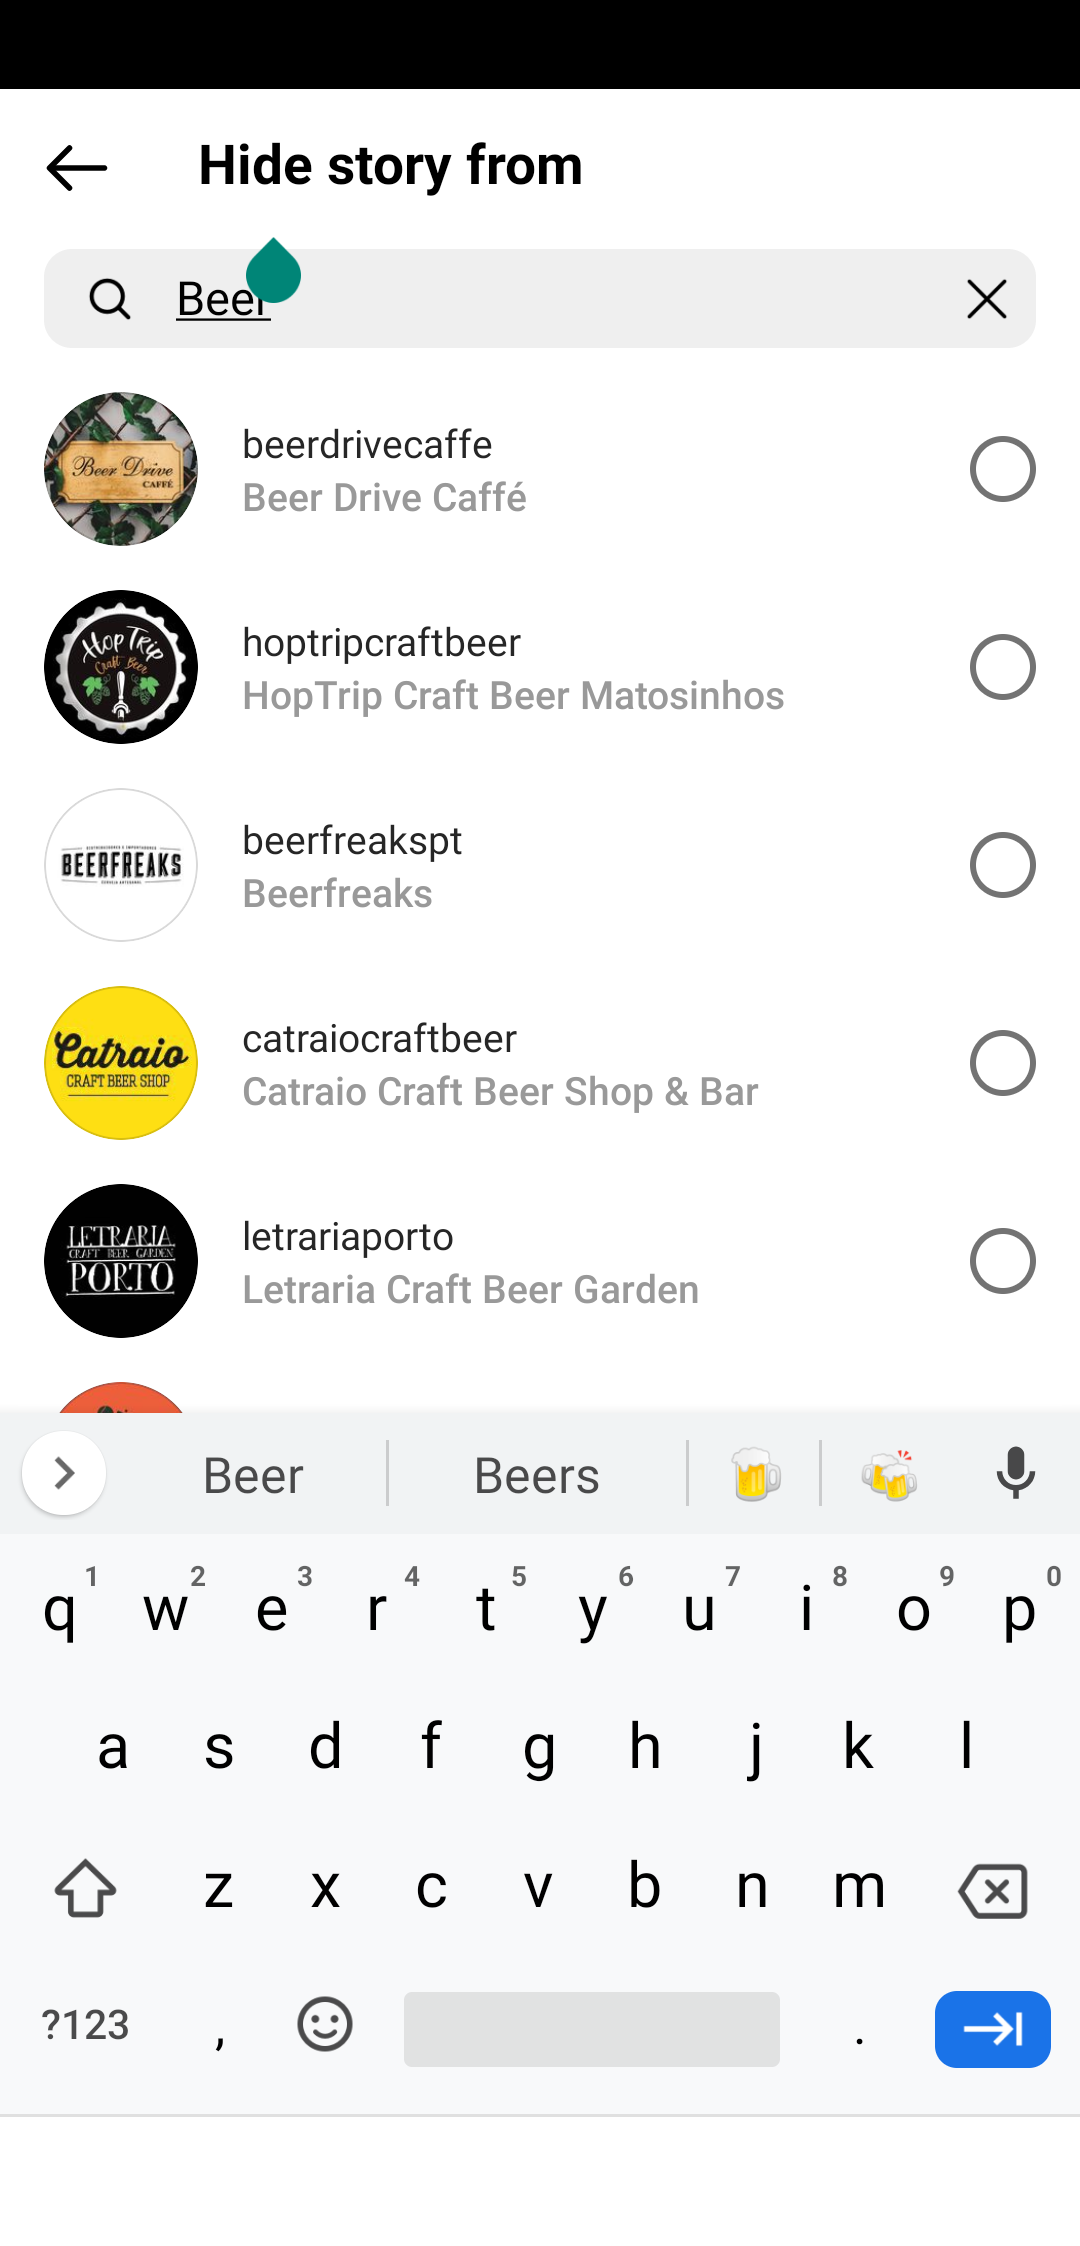 Hide story from
Beer
Beer Drive
CAFFÉ
beerdrivecaffe
Beer Drive Caffé
Hop Trip
Craft Beer
hoptripcraftbeer
HopTrip Craft Beer Matosinhos
BEERFREAKS
beerfreakspt
Beerfreaks
Catraio
CRAFT BEER SHOP
catraiocraftbeer
Catraio Craft Beer Shop & Bar
LETRARIA
CRAFT BEER GARDEN
PORTO
letrariaporto
Letraria Craft Beer Garden
Beer Beers
1 2 3 4 5 6 7 8 9 0
q w e r t y u i o p
a s d f g h j k l
z x c v b n m
?123 , .